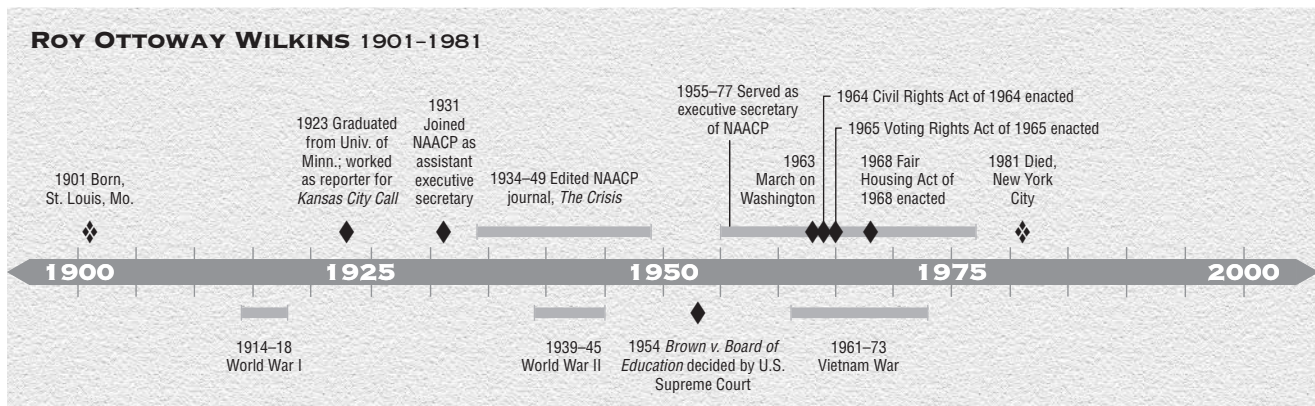 ROY OTTOWAY WILKINS 1901–1981
1901 Born,
St. Louis, Mo.
1923 Graduated
from Univ. of
Minn.; worked
as reporter for
Kansas City Call
1931
Joined
NAACP as
assistant
executive
secretary
1934–49 Edited NAACP
journal, The Crisis
1955–77 Served as
executive secretary
of NAACP
1963
March on
Washington
1964 Civil Rights Act of 1964 enacted
1965 Voting Rights Act of 1965 enacted
1968 Fair
Housing Act of
1968 enacted
1981 Died,
New York
City
1900 1925 1950 1975 2000
1914–18
World War I
1939–45
World War II
1954 Brown v. Board of
Education decided by U.S.
Supreme Court
1961–73
Vietnam War